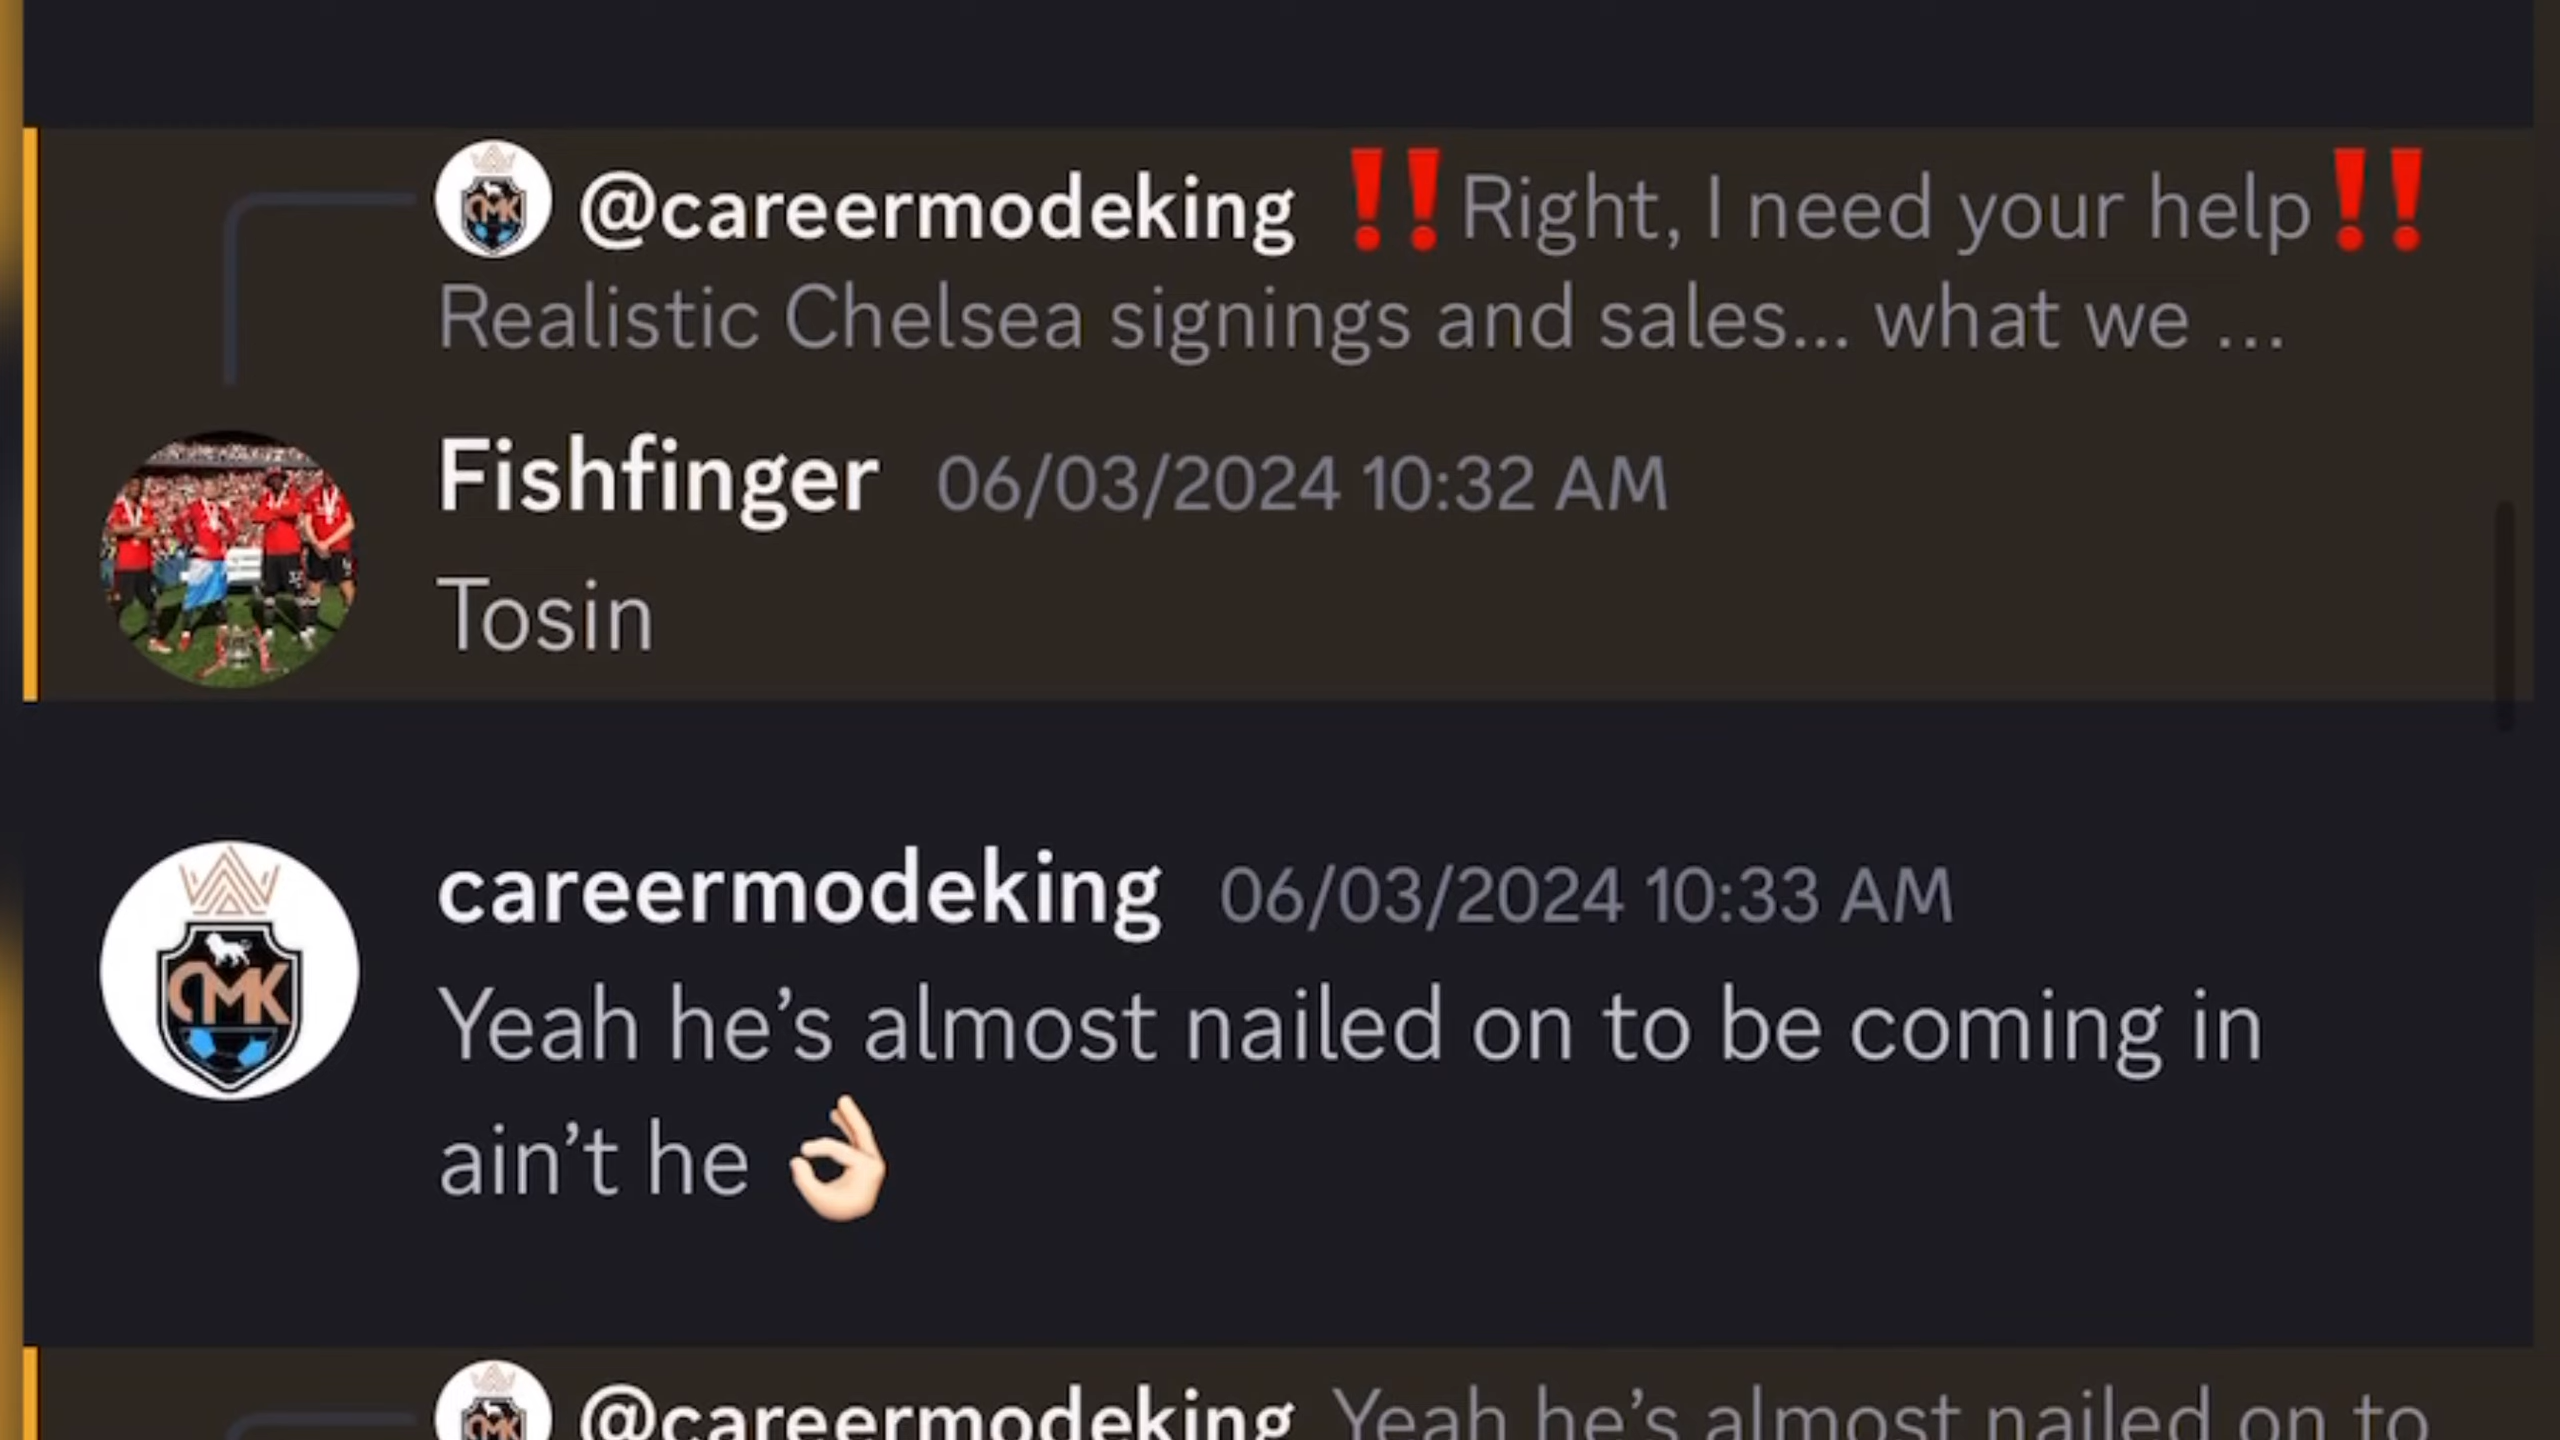 @careermodeking ‼️Right, I need your help‼️
Realistic Chelsea signings and sales... what we ...
Fishfinger 06/03/2024 10:32 AM
Tosin
CMK
careermodeking 06/03/2024 10:33 AM
Yeah he's almost nailed on to be coming in
ain't he 👌🏻
@careermodeking Yeah he's almost nailed on to